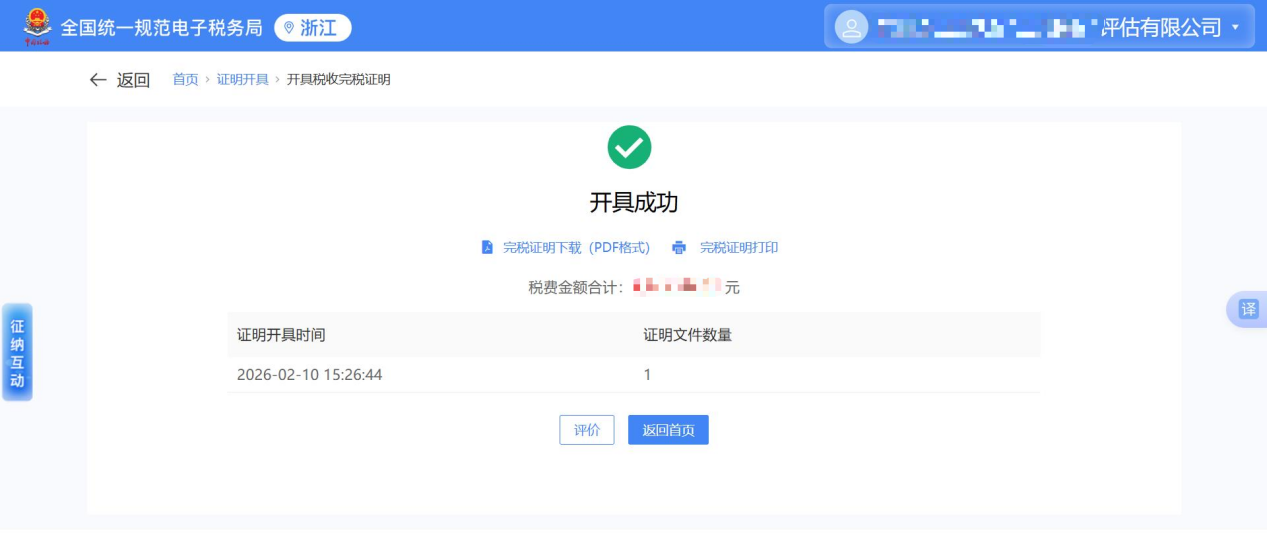 全国统一规范电子税务局 浙江
评估有限公司
返回 首页 › 证明开具 › 开具税收完税证明
开具成功
完税证明下载（PDF格式） 完税证明打印
税费金额合计： 元
证明开具时间 证明文件数量
2026-02-10 15:26:44 1
评价 返回首页
征纳互动
译